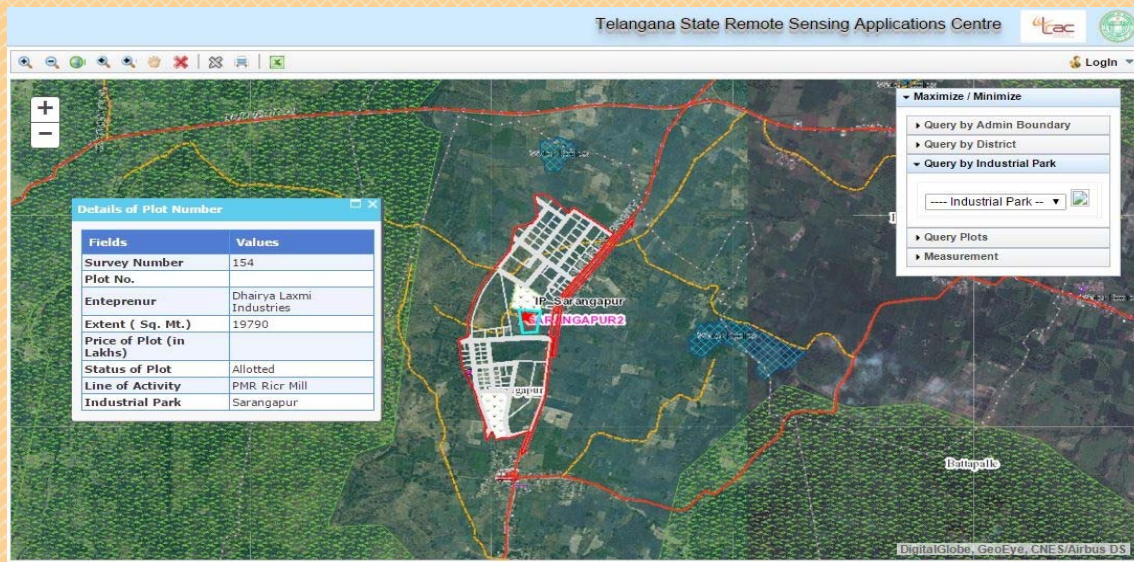 Telangana State Remote Sensing Applications Centre
LogIn
+
−
Maximize / Minimize
Query by Admin Boundary
Query by District
Query by Industrial Park
---- Industrial Park --
Query Plots
Measurement
Details of Plot Number
Fields Values
Survey Number 154
Plot No.
Enteprenur Dhairya Laxmi
Industries
Extent ( Sq. Mt.) 19790
Price of Plot (in
Lakhs)
Status of Plot Allotted
Line of Activity PMR Ricr Mill
Industrial Park Sarangapur
IP_Sarangapur
SARANGAPUR2
Battapalle
DigitalGlobe, GeoEye, CNES/Airbus DS